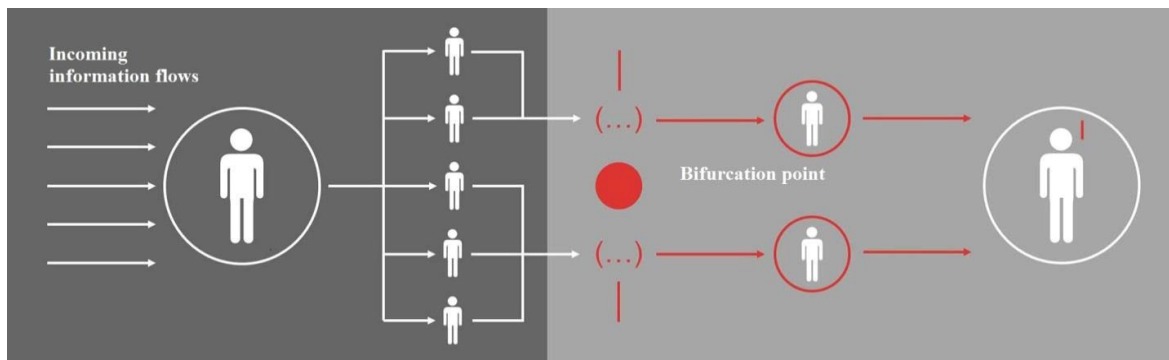 Incoming
information flows
(...)
Bifurcation point
(...)